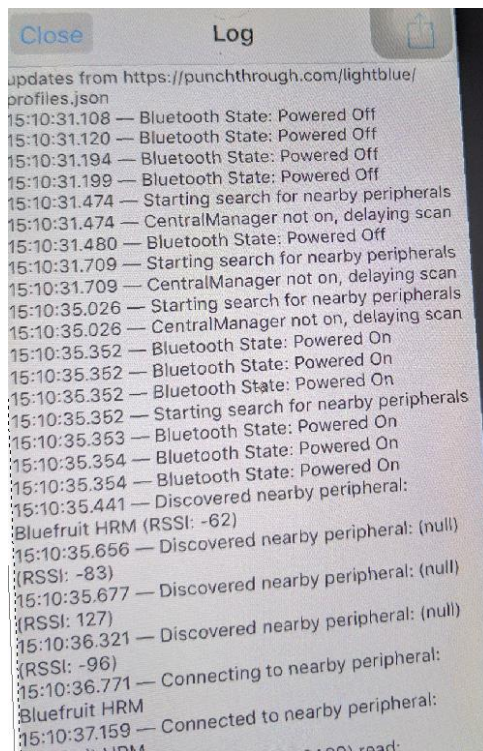 Close
Log
updates from https://punchthrough.com/lightblue/
profiles.json
15:10:31.108 — Bluetooth State: Powered Off
15:10:31.120 — Bluetooth State: Powered Off
15:10:31.194 — Bluetooth State: Powered Off
15:10:31.199 — Bluetooth State: Powered Off
15:10:31.474 — Starting search for nearby peripherals
15:10:31.474 — CentralManager not on, delaying scan
15:10:31.480 — Bluetooth State: Powered Off
15:10:31.709 — Starting search for nearby peripherals
15:10:31.709 — CentralManager not on, delaying scan
15:10:35.026 — Starting search for nearby peripherals
15:10:35.026 — CentralManager not on, delaying scan
15:10:35.352 — Bluetooth State: Powered On
15:10:35.352 — Bluetooth State: Powered On
15:10:35.352 — Bluetooth State: Powered On
15:10:35.352 — Starting search for nearby peripherals
15:10:35.353 — Bluetooth State: Powered On
15:10:35.354 — Bluetooth State: Powered On
15:10:35.354 — Bluetooth State: Powered On
15:10:35.441 — Discovered nearby peripheral:
Bluefruit HRM (RSSI: -62)
15:10:35.656 — Discovered nearby peripheral: (null)
(RSSI: -83)
15:10:35.677 — Discovered nearby peripheral: (null)
(RSSI: 127)
15:10:36.321 — Discovered nearby peripheral: (null)
(RSSI: -96)
15:10:36.771 — Connecting to nearby peripheral:
Bluefruit HRM
15:10:37.159 — Connected to nearby peripheral:
HRM
read: